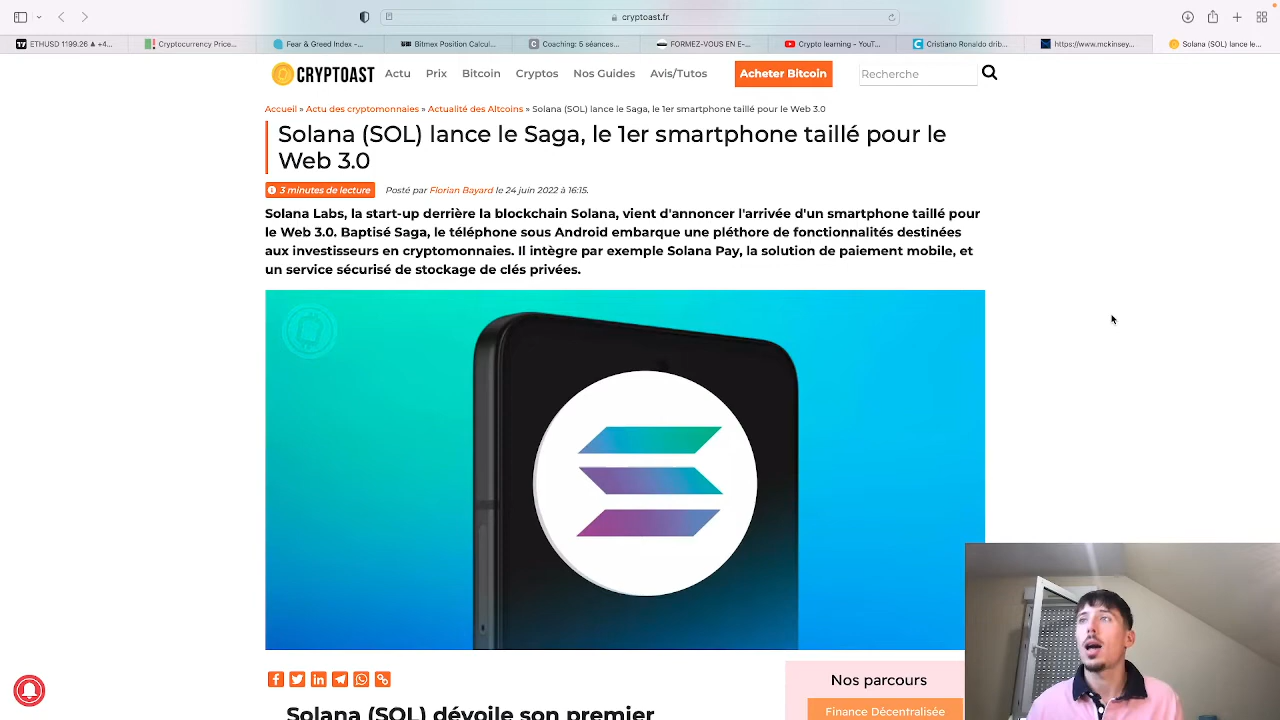 cryptoast.fr
ETHUSD 1199.26 ▲ +4...
Cryptocurrency Price...
Fear & Greed Index -...
Bitmex Position Calcul...
Coaching: 5 séances...
FORMEZ-VOUS EN E-...
Crypto learning - YouT...
Cristiano Ronaldo drib...
https://www.mckinsey...
Solana (SOL) lance le...
CRYPTOAST
Actu
Prix
Bitcoin
Cryptos
Nos Guides
Avis/Tutos
Acheter Bitcoin
Recherche
Accueil » Actu des cryptomonnaies » Actualité des Altcoins » Solana (SOL) lance le Saga, le 1er smartphone taillé pour le Web 3.0
Solana (SOL) lance le Saga, le 1er smartphone taillé pour le
Web 3.0
3 minutes de lecture
Posté par Florian Bayard le 24 juin 2022 à 16:15.
Solana Labs, la start-up derrière la blockchain Solana, vient d'annoncer l'arrivée d'un smartphone taillé pour
le Web 3.0. Baptisé Saga, le téléphone sous Android embarque une pléthore de fonctionnalités destinées
aux investisseurs en cryptomonnaies. Il intègre par exemple Solana Pay, la solution de paiement mobile, et
un service sécurisé de stockage de clés privées.
Nos parcours
Finance Décentralisée
Solana (SOL) dévoile son premier